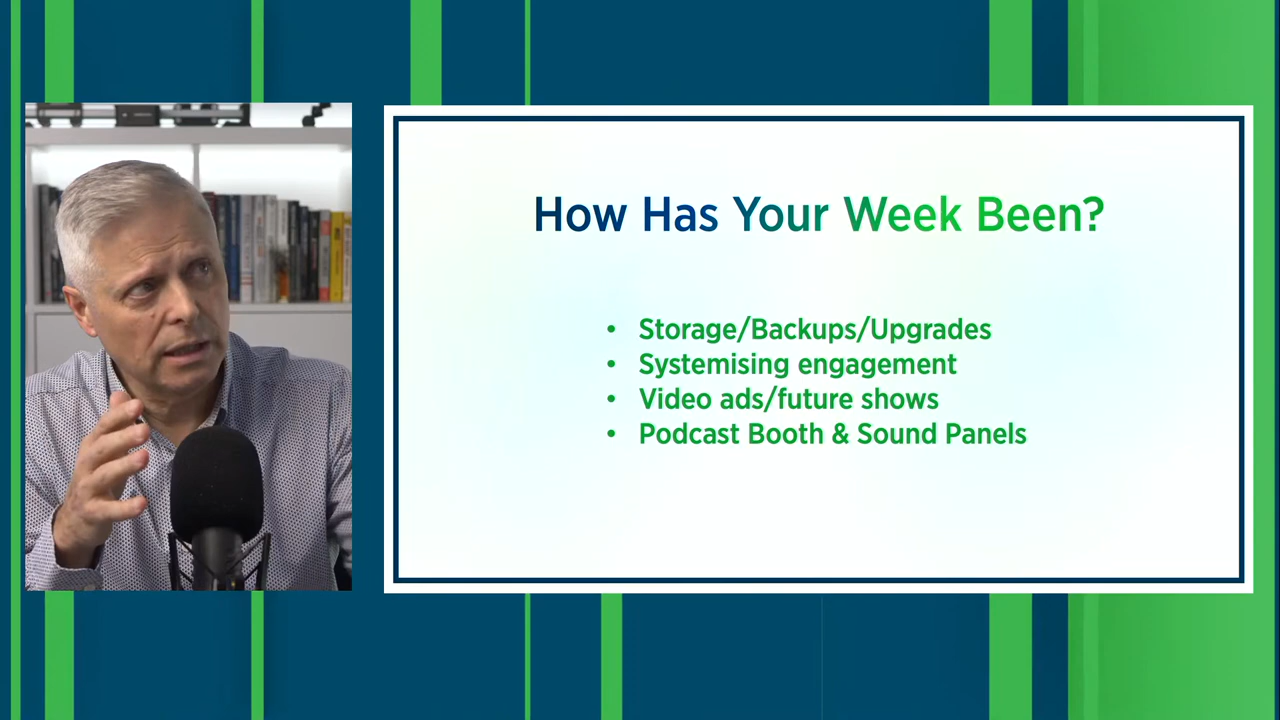 How Has Your Week Been?
• Storage/Backups/Upgrades
• Systemising engagement
• Video ads/future shows
• Podcast Booth & Sound Panels